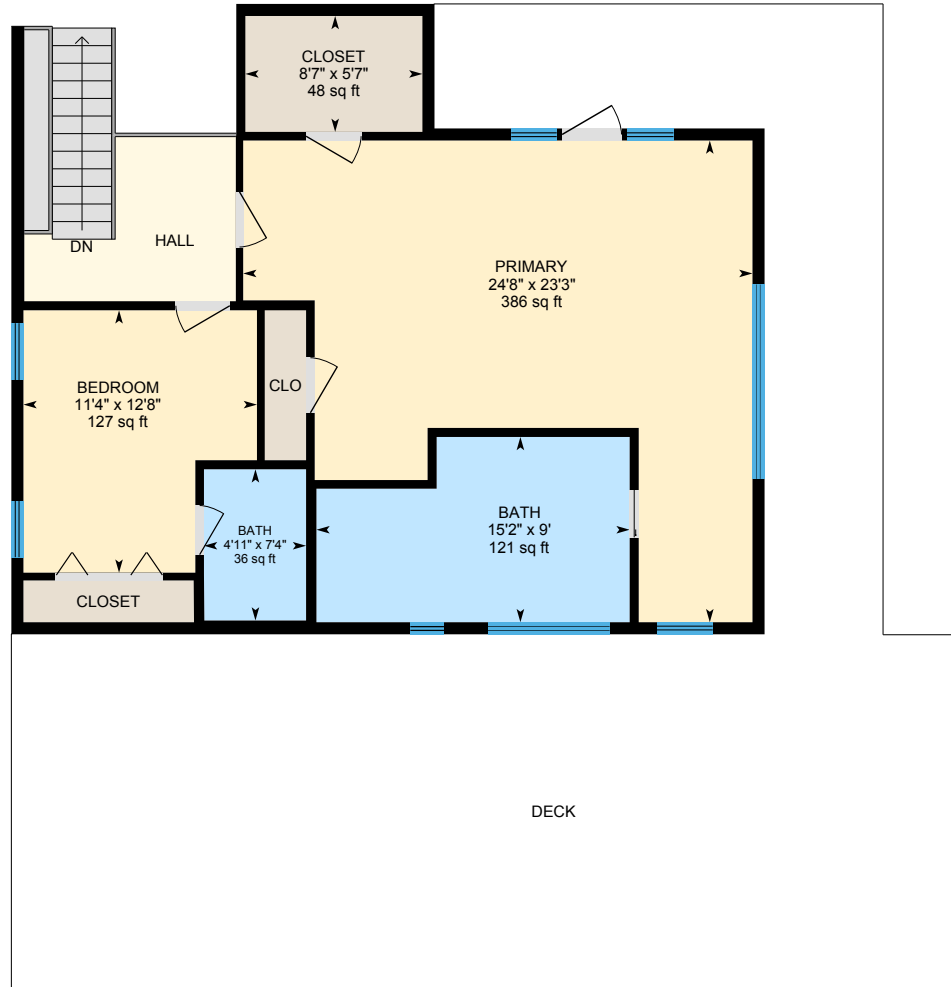 CLOSET
8'7" x 5'7"
48 sq ft
DN
HALL
PRIMARY
24'8" x 23'3"
386 sq ft
BEDROOM
11'4" x 12'8"
127 sq ft
CLO
BATH
4'11" x 7'4"
36 sq ft
BATH
15'2" x 9'
121 sq ft
CLOSET
DECK